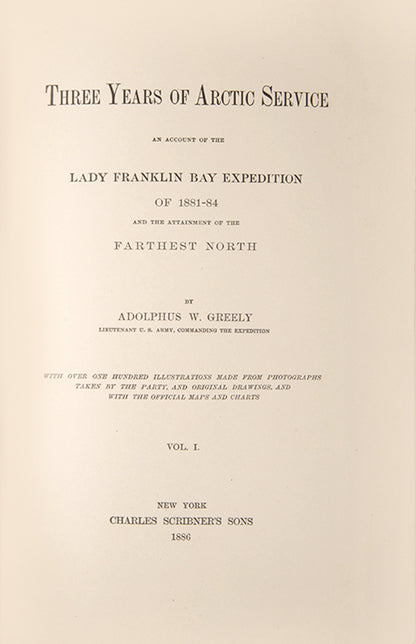 THREE YEARS OF ARCTIC SERVICE
AN ACCOUNT OF THE
LADY FRANKLIN BAY EXPEDITION
OF 1881-84
AND THE ATTAINMENT OF THE
FARTHEST NORTH
BY
ADOLPHUS W. GREELY
LIEUTENANT U. S. ARMY, COMMANDING THE EXPEDITION
WITH OVER ONE HUNDRED ILLUSTRATIONS MADE FROM PHOTOGRAPHS
TAKEN BY THE PARTY, AND ORIGINAL DRAWINGS, AND
WITH THE OFFICIAL MAPS AND CHARTS
VOL. I.
NEW YORK
CHARLES SCRIBNER'S SONS
1886